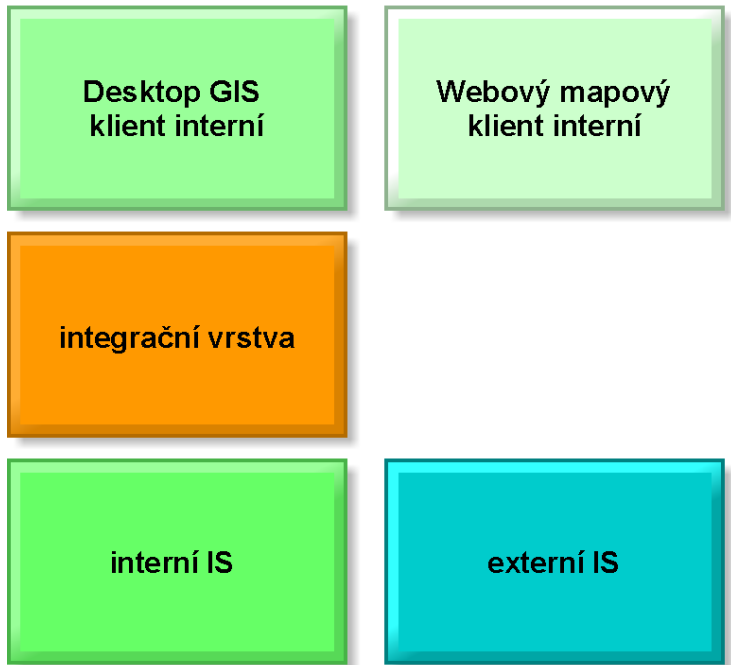 Desktop GIS
klient interní
Webový mapový
klient interní
integrační vrstva
interní IS
externí IS